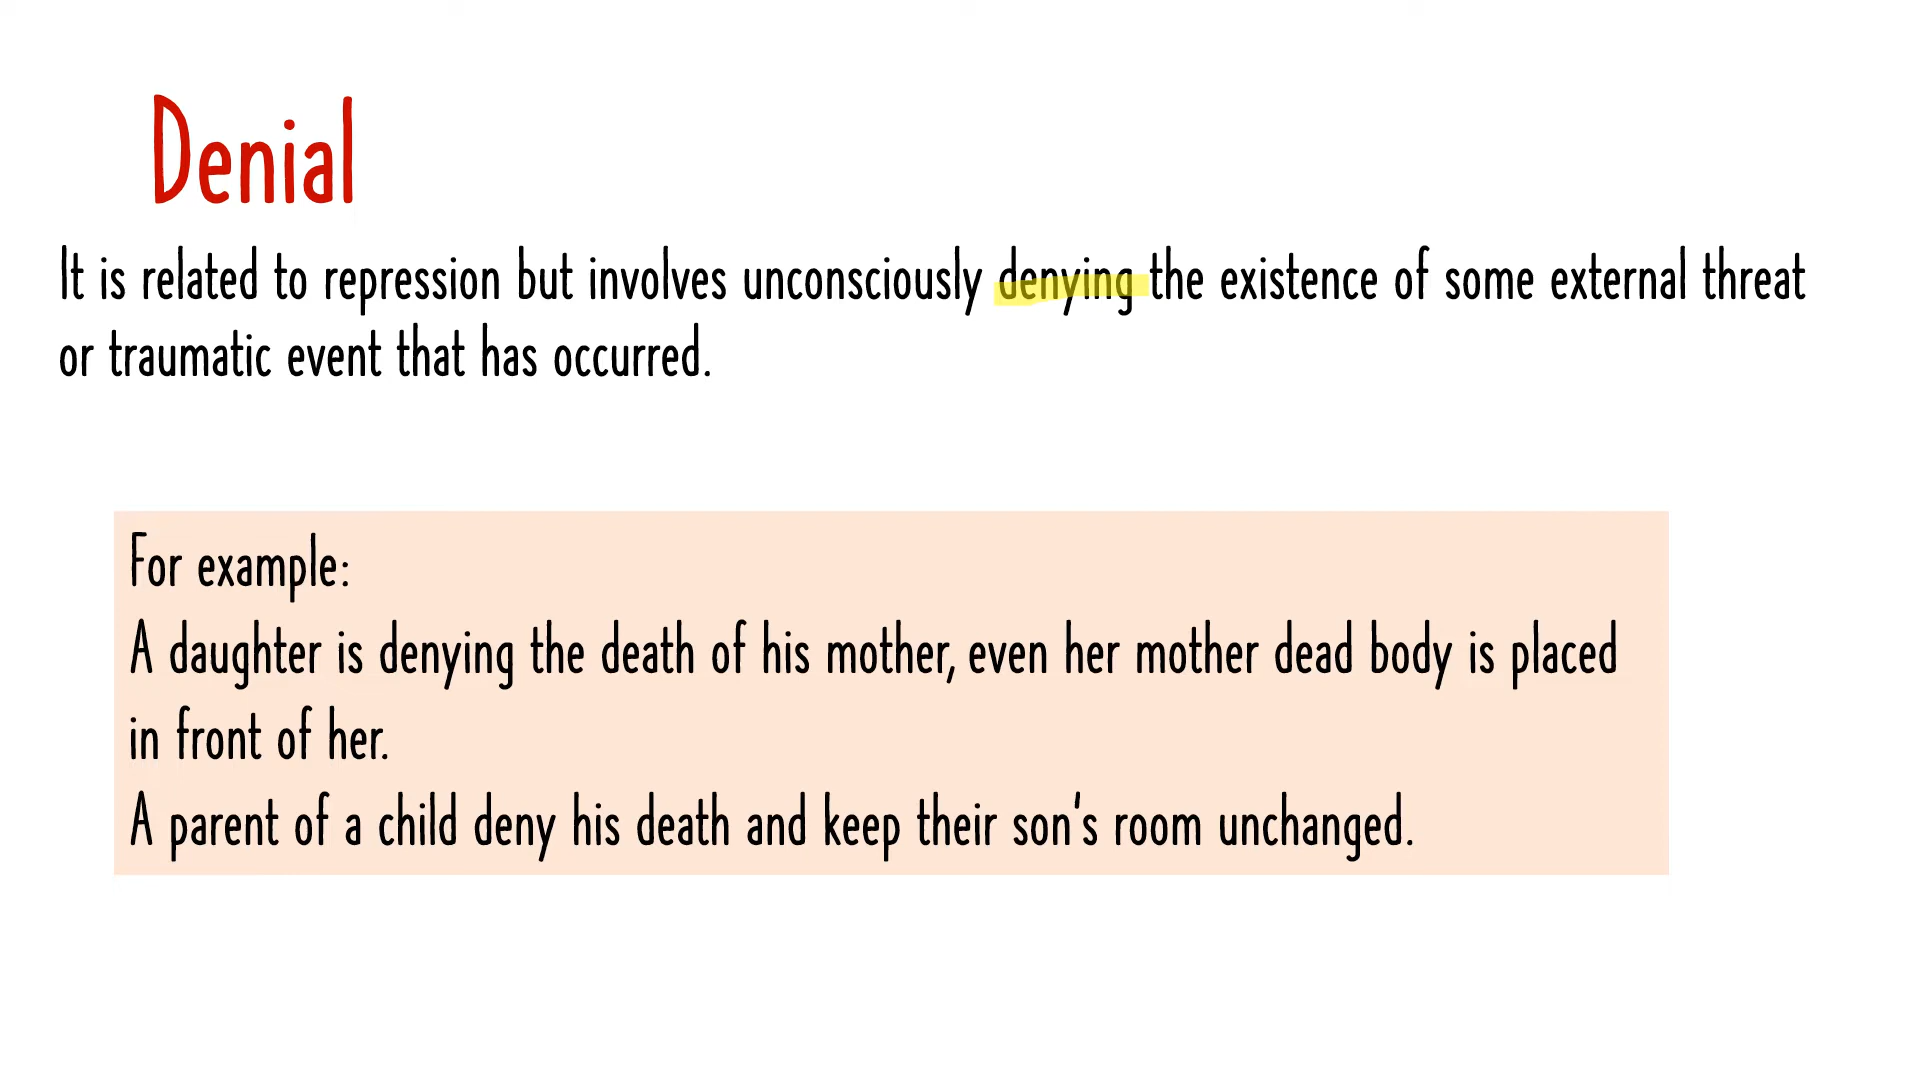 Denial
It is related to repression but involves unconsciously denying the existence of some external threat
or traumatic event that has occurred.
For example:
A daughter is denying the death of his mother, even her mother dead body is placed
in front of her.
A parent of a child deny his death and keep their son's room unchanged.